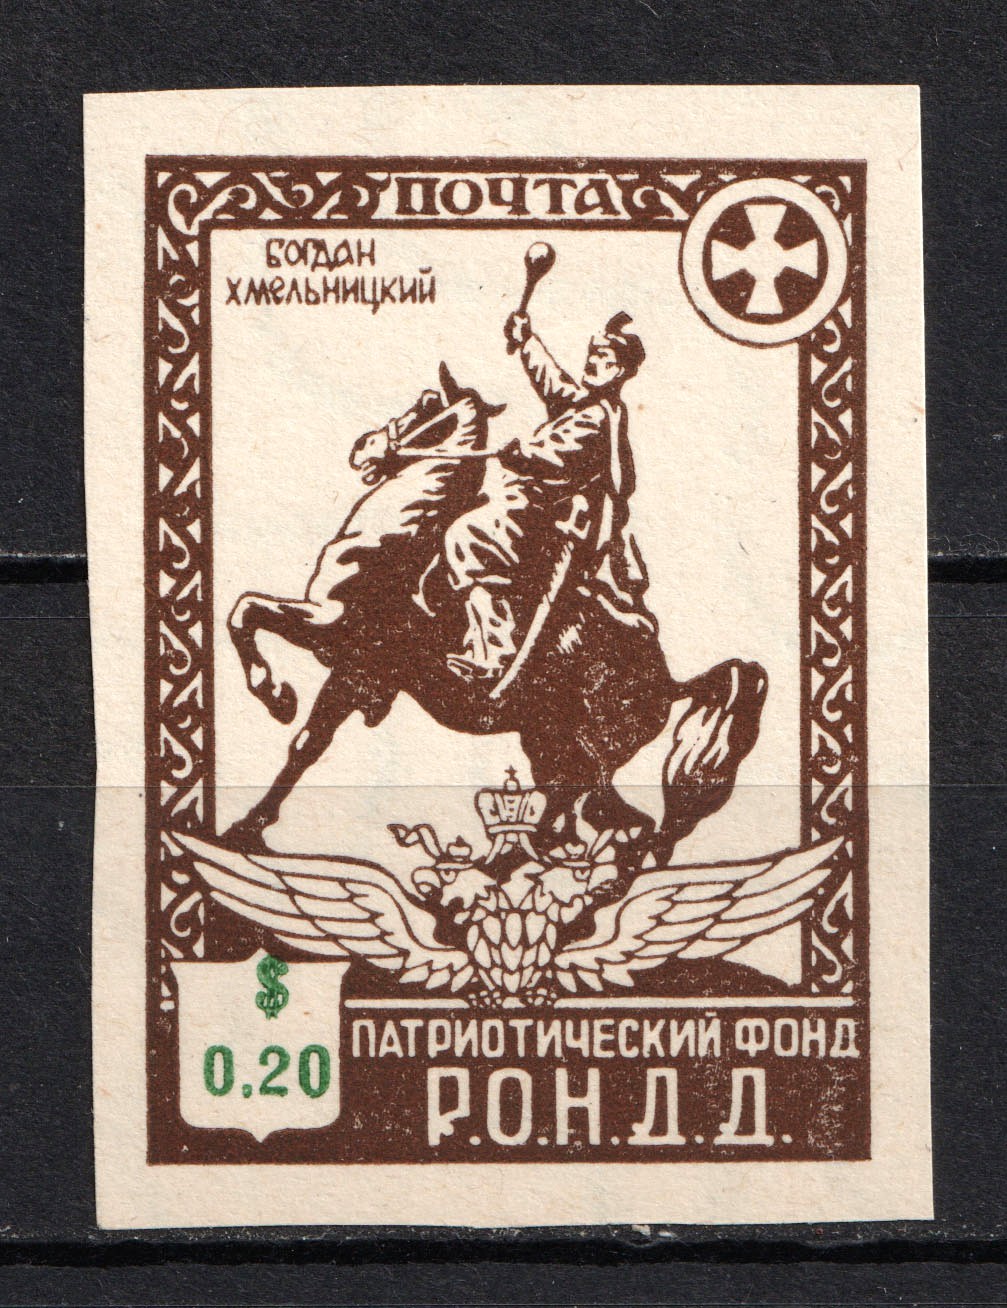 ПОЧТА
БОГДАН
ХМЕЛЬНИЦКИЙ
$
0,20
ПАТРИОТИЧЕСКИЙ ФОНД
Р.О.Н.Д.Д.